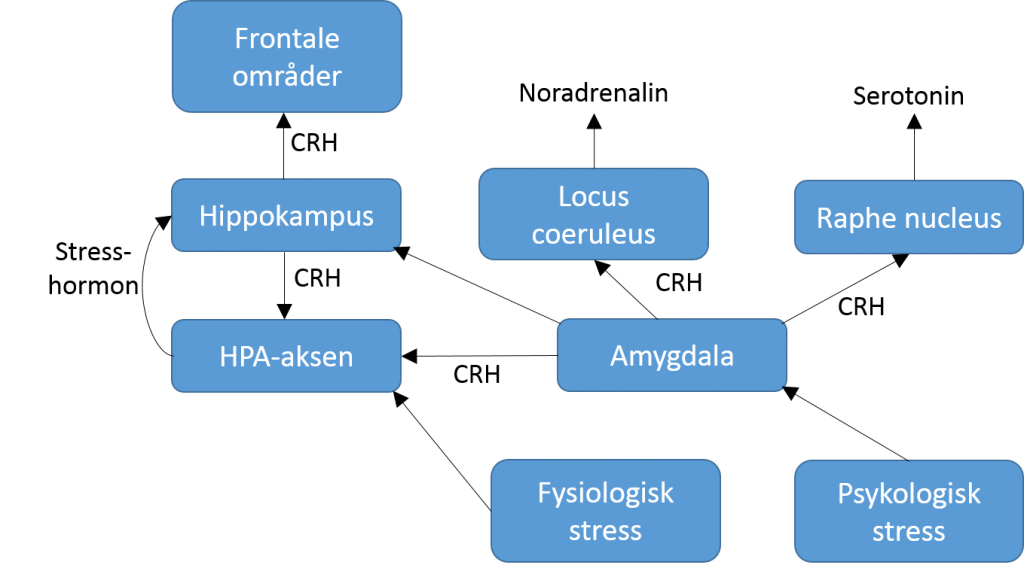 Frontale
områder
Noradrenalin
Serotonin
CRH
Hippokampus
Locus
coeruleus
Raphe nucleus
Stress-
hormon
CRH
CRH
CRH
HPA-aksen
CRH
Amygdala
Fysiologisk
stress
Psykologisk
stress